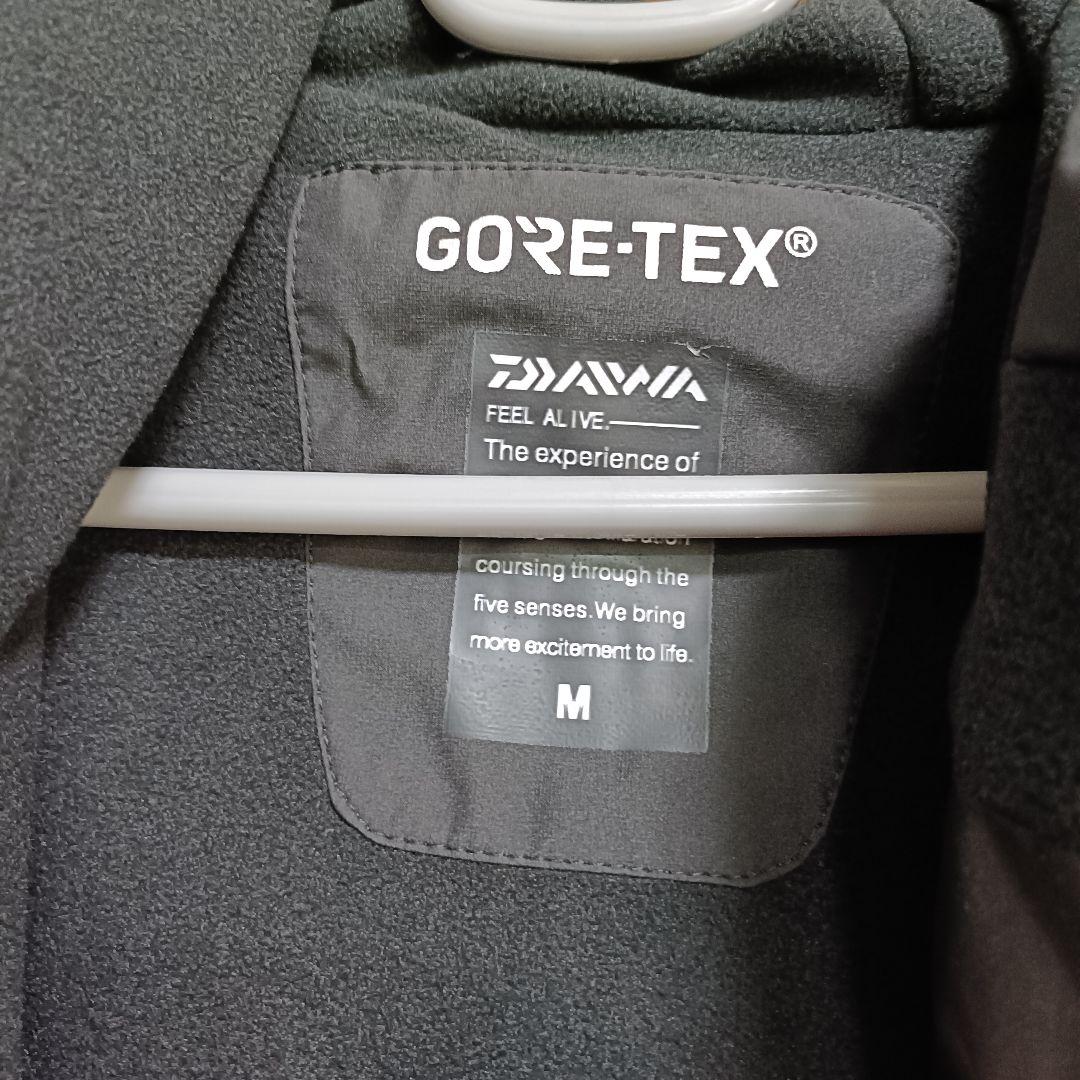 GORE-TEX®
DAIWA
FEEL ALIVE.
The experience of
coursing through the
five senses.We bring
more excitement to life.
M